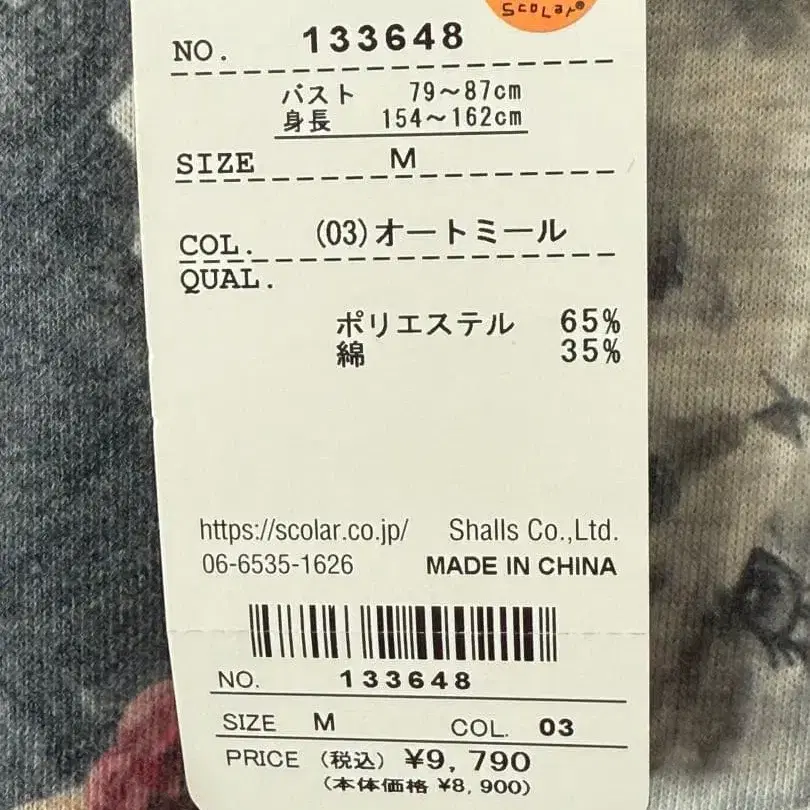 ScoLar®
NO. 133648
バスト 79～87cm
身長 154～162cm
SIZE M
COL. (03)オートミール
QUAL.
ポリエステル 65%
綿 35%
https://scolar.co.jp/ Shalls Co.,Ltd.
06-6535-1626 MADE IN CHINA
NO. 133648
SIZE M COL. 03
PRICE (税込) ¥9,790
(本体価格 ¥8,900)